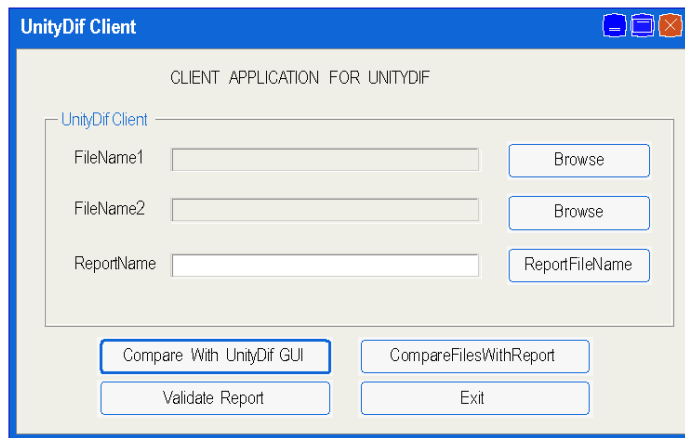 UnityDif Client
CLIENT APPLICATION FOR UNITYDIF
UnityDif Client
FileName1 Browse
FileName2 Browse
ReportName ReportFileName
Compare With UnityDif GUI CompareFilesWithReport
Validate Report Exit